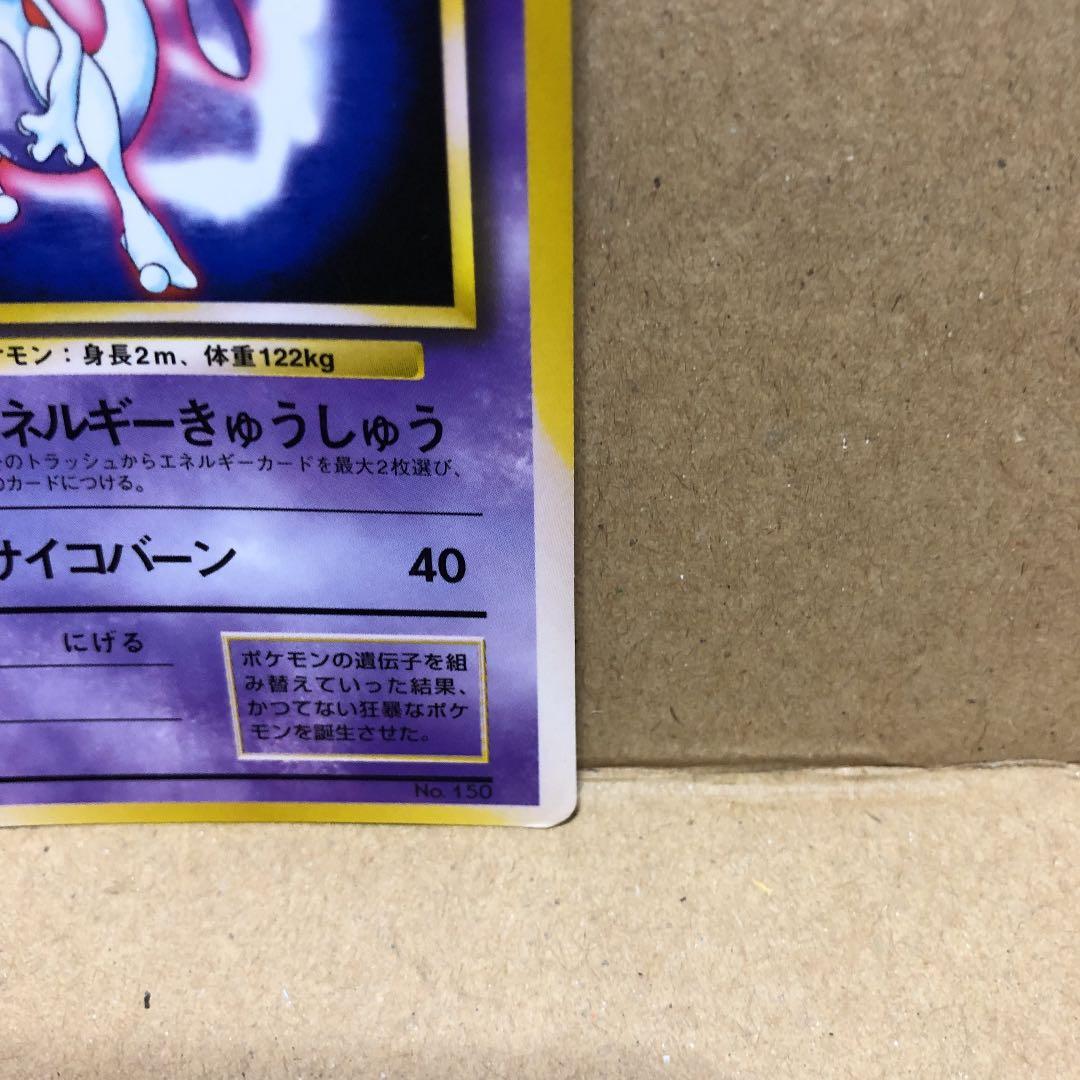 ケモン：身長2m、体重122kg
ネルギーきゅうしゅう
のトラッシュからエネルギーカードを最大2枚選び、
のカードにつける。
サイコバーン 40
にげる
ポケモンの遺伝子を組
み替えていった結果、
かつてない狂暴なポケ
モンを誕生させた。
No. 150